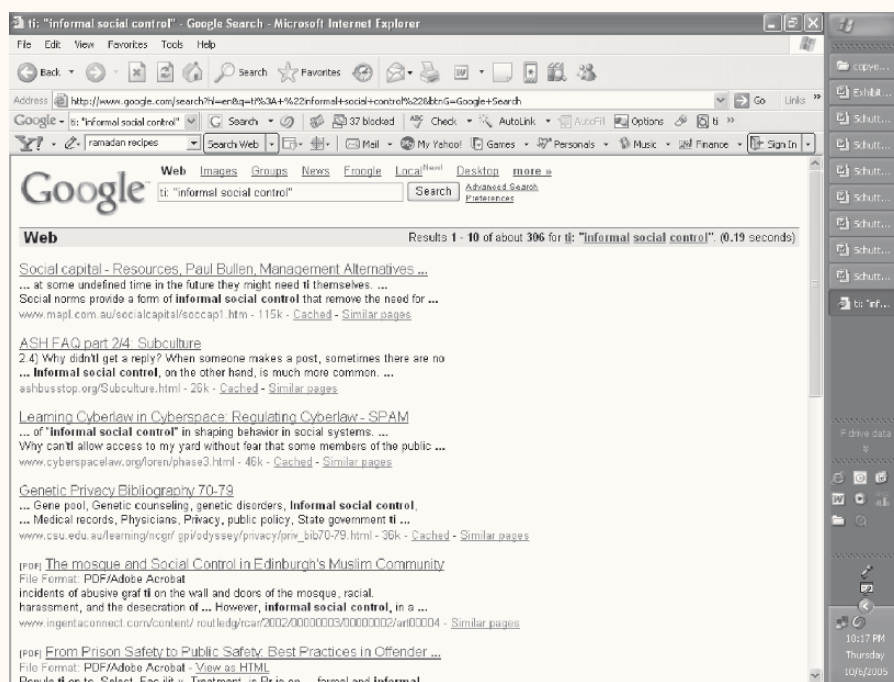 ti: "informal social control" - Google Search - Microsoft Internet Explorer
File Edit View Favorites Tools Help
Back Search Favorites
Address http://www.google.com/search?hl=en&q=ti%3A+%22informal+social+control%22&btnG=Google+Search Go Links »
Google ti: "informal social control" Search 37 blocked Check AutoLink AutoFill Options ti »
Y! ramadan recipes Search Web Mail My Yahoo! Games Personals Music Finance Sign In
Web Images Groups News Froogle Local New! Desktop more »
Google ti: "informal social control" Search Advanced Search
Preferences
Web Results 1 - 10 of about 306 for ti: "informal social control". (0.19 seconds)
Social capital - Resources, Paul Bullen, Management Alternatives ...
... at some undefined time in the future they might need ti themselves. ...
Social norms provide a form of informal social control that remove the need for ...
www.mapl.com.au/socialcapital/soccap1.htm - 115k - Cached - Similar pages
ASH FAQ part 2/4: Subculture
2.4) Why didn'tI get a reply? When someone makes a post, sometimes there are no
... Informal social control, on the other hand, is much more common. ...
ashbusstop.org/Subculture.html - 26k - Cached - Similar pages
Learning Cyberlaw in Cyberspace: Regulating Cyberlaw - SPAM
... of "informal social control" in shaping behavior in social systems. ...
Why can'tI allow access to my yard without fear that some members of the public ...
www.cyberspacelaw.org/loren/phase3.html - 46k - Cached - Similar pages
Genetic Privacy Bibliography 70-79
... Gene pool, Genetic counseling, genetic disorders, Informal social control,
... Medical records, Physicians, Privacy, public policy, State government ti ...
www.csu.edu.au/learning/ncgr/ gpi/odyssey/privacy/priv_bib70-79.html - 36k - Cached - Similar pages
[PDF] The mosque and Social Control in Edinburgh's Muslim Community
File Format: PDF/Adobe Acrobat
incidents of abusive graf ti on the wall and doors of the mosque, racial.
harassment, and the desecration of ... However, informal social control, in a ...
www.ingentaconnect.com/content/ routledg/rcar/2002/00000003/00000002/art00004 - Similar pages
[PDF] From Prison Safety to Public Safety: Best Practices in Offender ...
File Format: PDF/Adobe Acrobat - View as HTML
copye...
Exhibit...
Schutt...
Schutt...
Schutt...
Schutt...
Schutt...
Schutt...
Schutt...
ti: "inf...
F drive data
10:17 PM
Thursday
10/6/2005